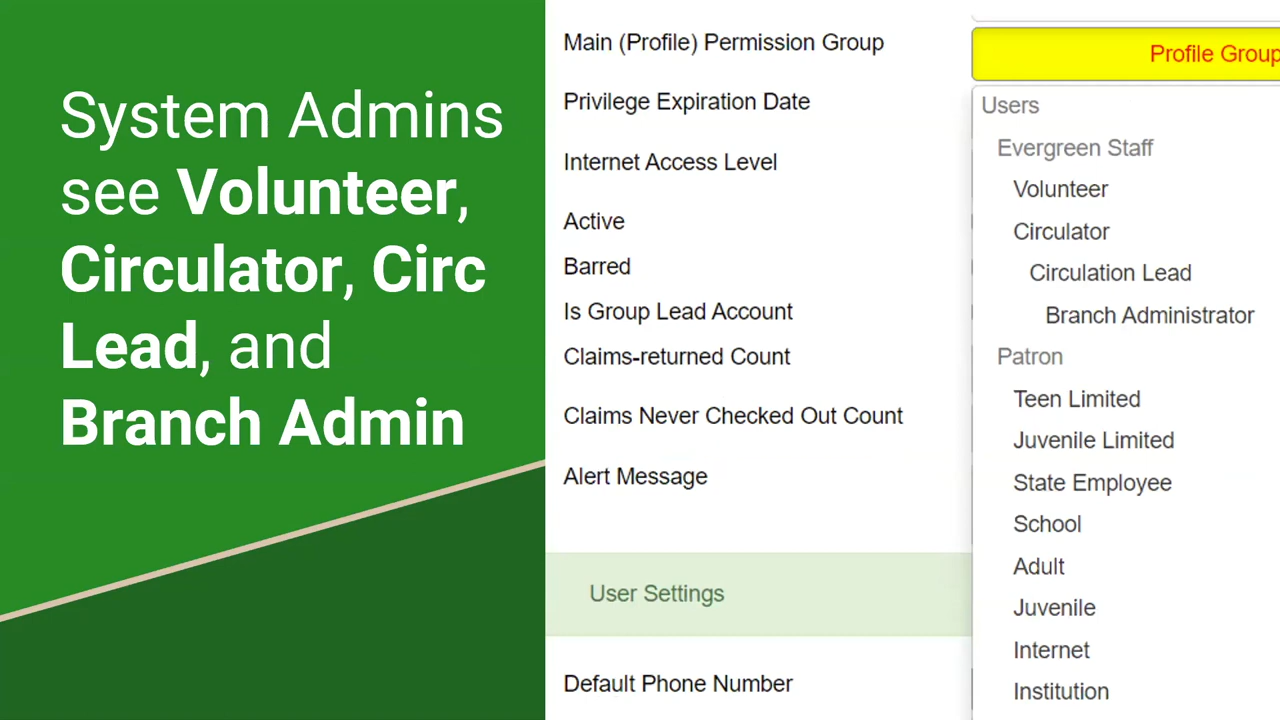 System Admins
see Volunteer,
Circulator, Circ
Lead, and
Branch Admin
Main (Profile) Permission Group
Privilege Expiration Date
Internet Access Level
Active
Barred
Is Group Lead Account
Claims-returned Count
Claims Never Checked Out Count
Alert Message
User Settings
Default Phone Number
Profile Group
Users
Evergreen Staff
Volunteer
Circulator
Circulation Lead
Branch Administrator
Patron
Teen Limited
Juvenile Limited
State Employee
School
Adult
Juvenile
Internet
Institution